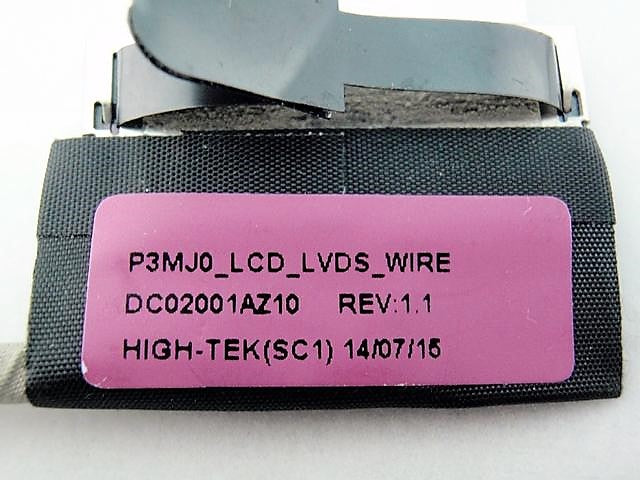 P3MJ0_LCD_LVDS_WIRE
DC02001AZ10 REV:1.1
HIGH-TEK(SC1) 14/07/15